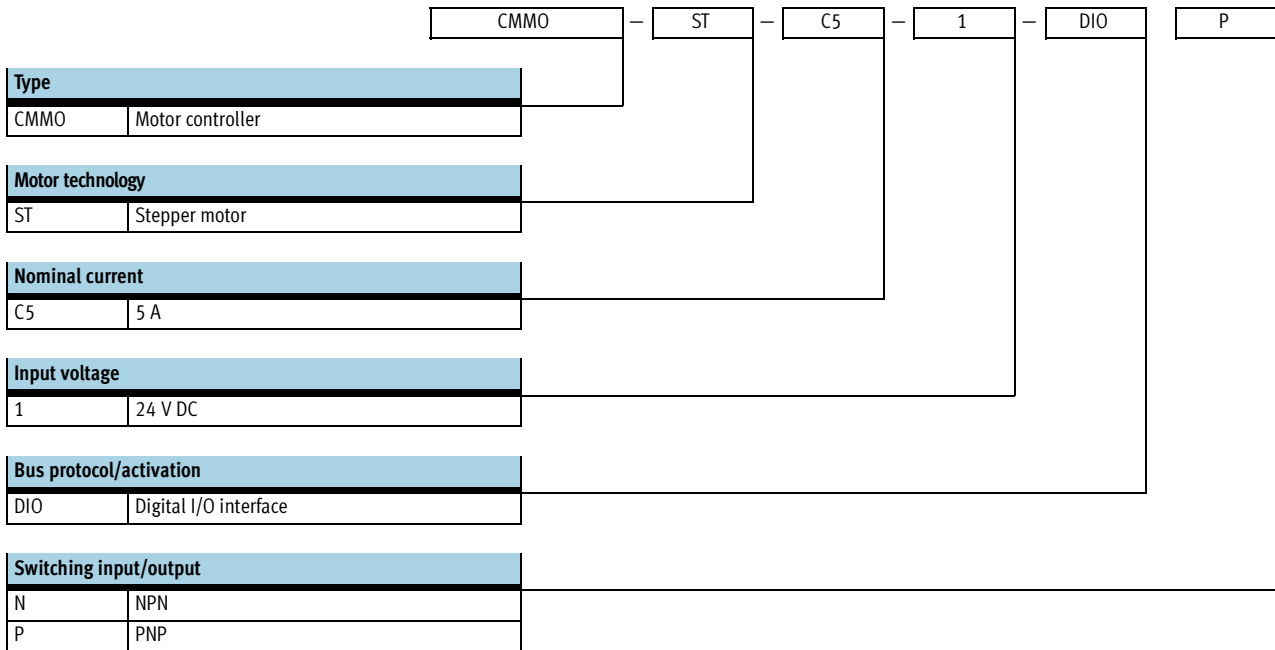 CMMO – ST – C5 – 1 – DIO P
Type
CMMO Motor controller
Motor technology
ST Stepper motor
Nominal current
C5 5 A
Input voltage
1 24 V DC
Bus protocol/activation
DIO Digital I/O interface
Switching input/output
N NPN
P PNP